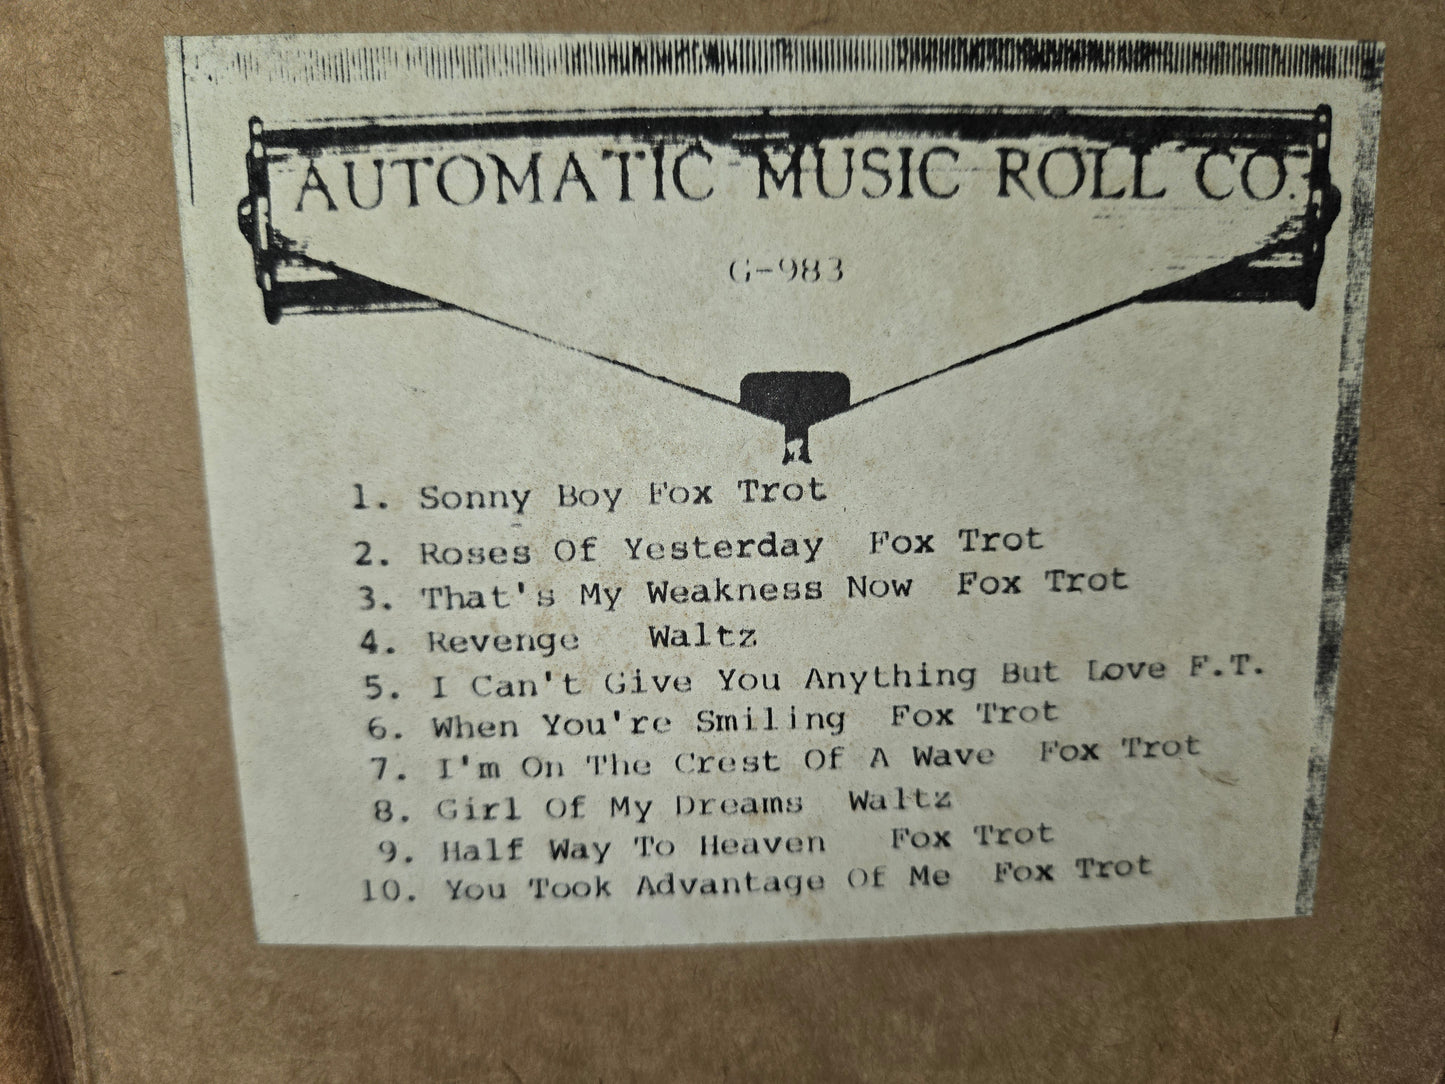 AUTOMATIC MUSIC ROLL CO.
G-983
1. Sonny Boy Fox Trot
2. Roses Of Yesterday Fox Trot
3. That's My Weakness Now Fox Trot
4. Revenge Waltz
5. I Can't Give You Anything But Love F.T.
6. When You're Smiling Fox Trot
7. I'm On The Crest Of A Wave Fox Trot
8. Girl Of My Dreams Waltz
9. Half Way To Heaven Fox Trot
10. You Took Advantage Of Me Fox Trot